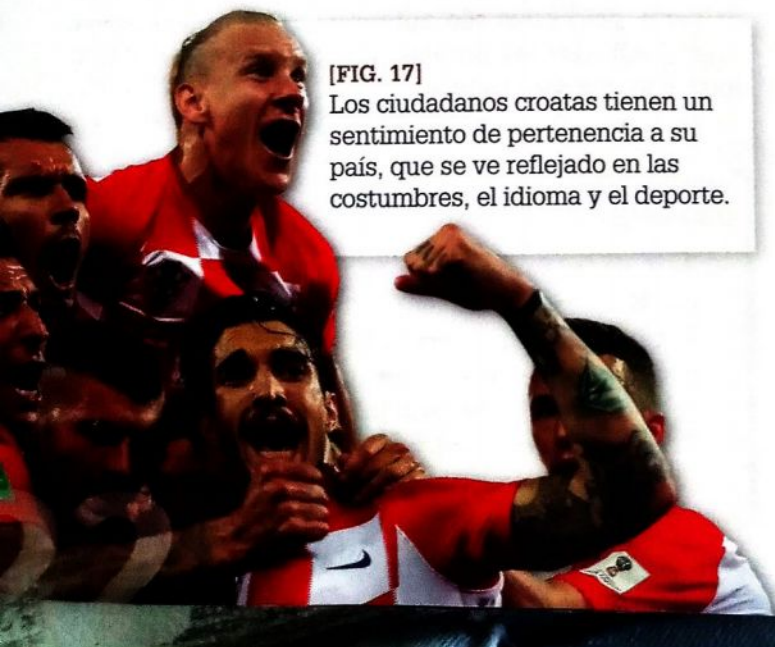 [FIG. 17]
Los ciudadanos croatas tienen un
sentimiento de pertenencia a su
país, que se ve reflejado en las
costumbres, el idioma y el deporte.